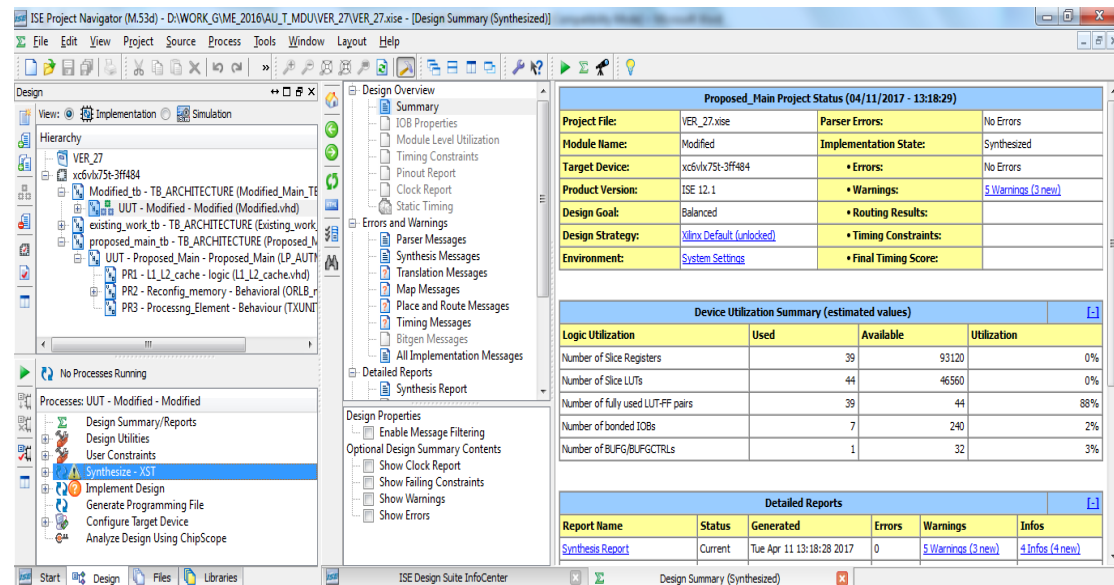 ISE Project Navigator (M.53d) - D:\WORK_G\ME_2016\AU_T_MDU\VER_27\VER_27.xise - [Design Summary (Synthesized)]
File Edit View Project Source Process Tools Window Layout Help
Design
View: Implementation Simulation
Hierarchy
VER_27
xc6vlx75t-3ff484
Modified_tb - TB_ARCHITECTURE (Modified_Main_TE
UUT - Modified - Modified (Modified.vhd)
existing_work_tb - TB_ARCHITECTURE (Existing_work_
proposed_main_tb - TB_ARCHITECTURE (Proposed_M
UUT - Proposed_Main - Proposed_Main (LP_AUTM
PR1 - L1_L2_cache - logic (L1_L2_cache.vhd)
PR2 - Reconfig_memory - Behavioral (ORLB_r
PR3 - Processng_Element - Behaviour (TXUNIT
No Processes Running
Processes: UUT - Modified - Modified
Design Summary/Reports
Design Utilities
User Constraints
Synthesize - XST
Implement Design
Generate Programming File
Configure Target Device
Analyze Design Using ChipScope
Start Design Files Libraries
Design Overview
Summary
IOB Properties
Module Level Utilization
Timing Constraints
Pinout Report
Clock Report
Static Timing
Errors and Warnings
Parser Messages
Synthesis Messages
Translation Messages
Map Messages
Place and Route Messages
Timing Messages
Bitgen Messages
All Implementation Messages
Detailed Reports
Synthesis Report
Design Properties
Enable Message Filtering
Optional Design Summary Contents
Show Clock Report
Show Failing Constraints
Show Warnings
Show Errors
Proposed_Main Project Status (04/11/2017 - 13:18:29)
Project File: VER_27.xise Parser Errors: No Errors
Module Name: Modified Implementation State: Synthesized
Target Device: xc6vlx75t-3ff484 • Errors: No Errors
Product Version: ISE 12.1 • Warnings: 5 Warnings (3 new)
Design Goal: Balanced • Routing Results:
Design Strategy: Xilinx Default (unlocked) • Timing Constraints:
Environment: System Settings • Final Timing Score:
Device Utilization Summary (estimated values) [-]
Logic Utilization Used Available Utilization
Number of Slice Registers 39 93120 0%
Number of Slice LUTs 44 46560 0%
Number of fully used LUT-FF pairs 39 44 88%
Number of bonded IOBs 7 240 2%
Number of BUFG/BUFGCTRLs 1 32 3%
Detailed Reports [-]
Report Name Status Generated Errors Warnings Infos
Synthesis Report Current Tue Apr 11 13:18:28 2017 0 5 Warnings (3 new) 4 Infos (4 new)
ISE Design Suite InfoCenter
Design Summary (Synthesized)